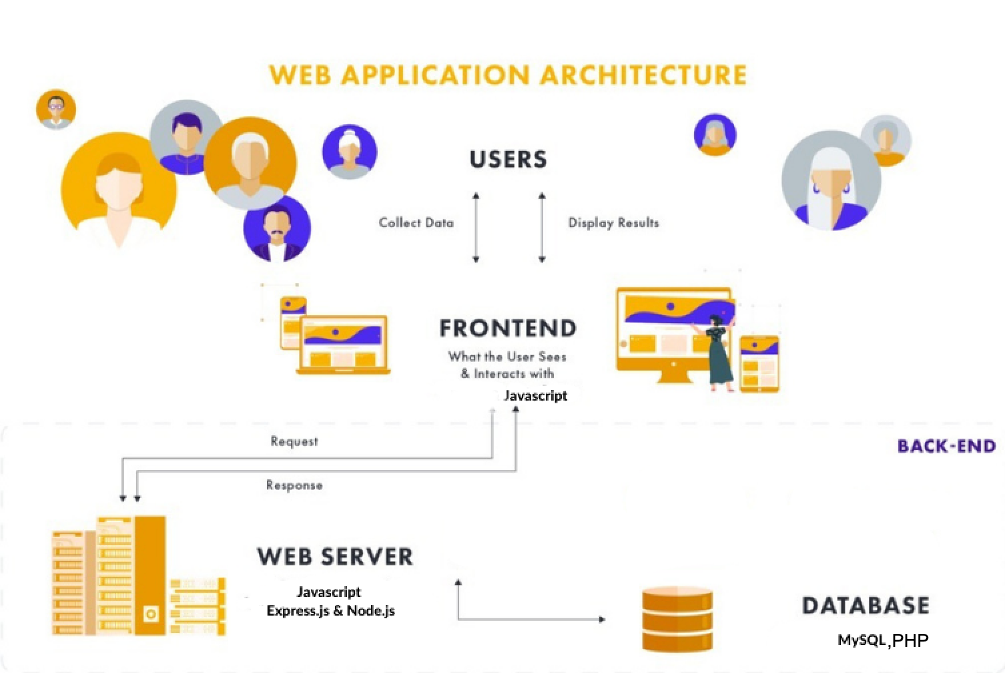 WEB APPLICATION ARCHITECTURE
USERS
Collect Data
Display Results
FRONTEND
What the User Sees
& Interacts with
Javascript
BACK-END
Request
Response
WEB SERVER
Javascript
Express.js & Node.js
DATABASE
MySQL,PHP